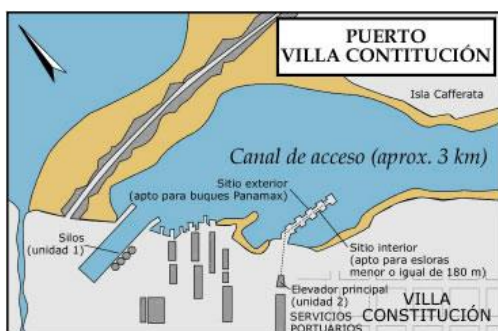 PUERTO
VILLA CONTITUCIÓN
Isla Cafferata
Canal de acceso (aprox. 3 km)
Sitio exterior
(apto para buques Panamax)
Silos
(unidad 1)
Sitio interior
(apto para esloras
menor o igual de 180 m)
Elevador principal
(unidad 2)
SERVICIOS
PORTUARIOS
VILLA
CONSTITUCIÓN